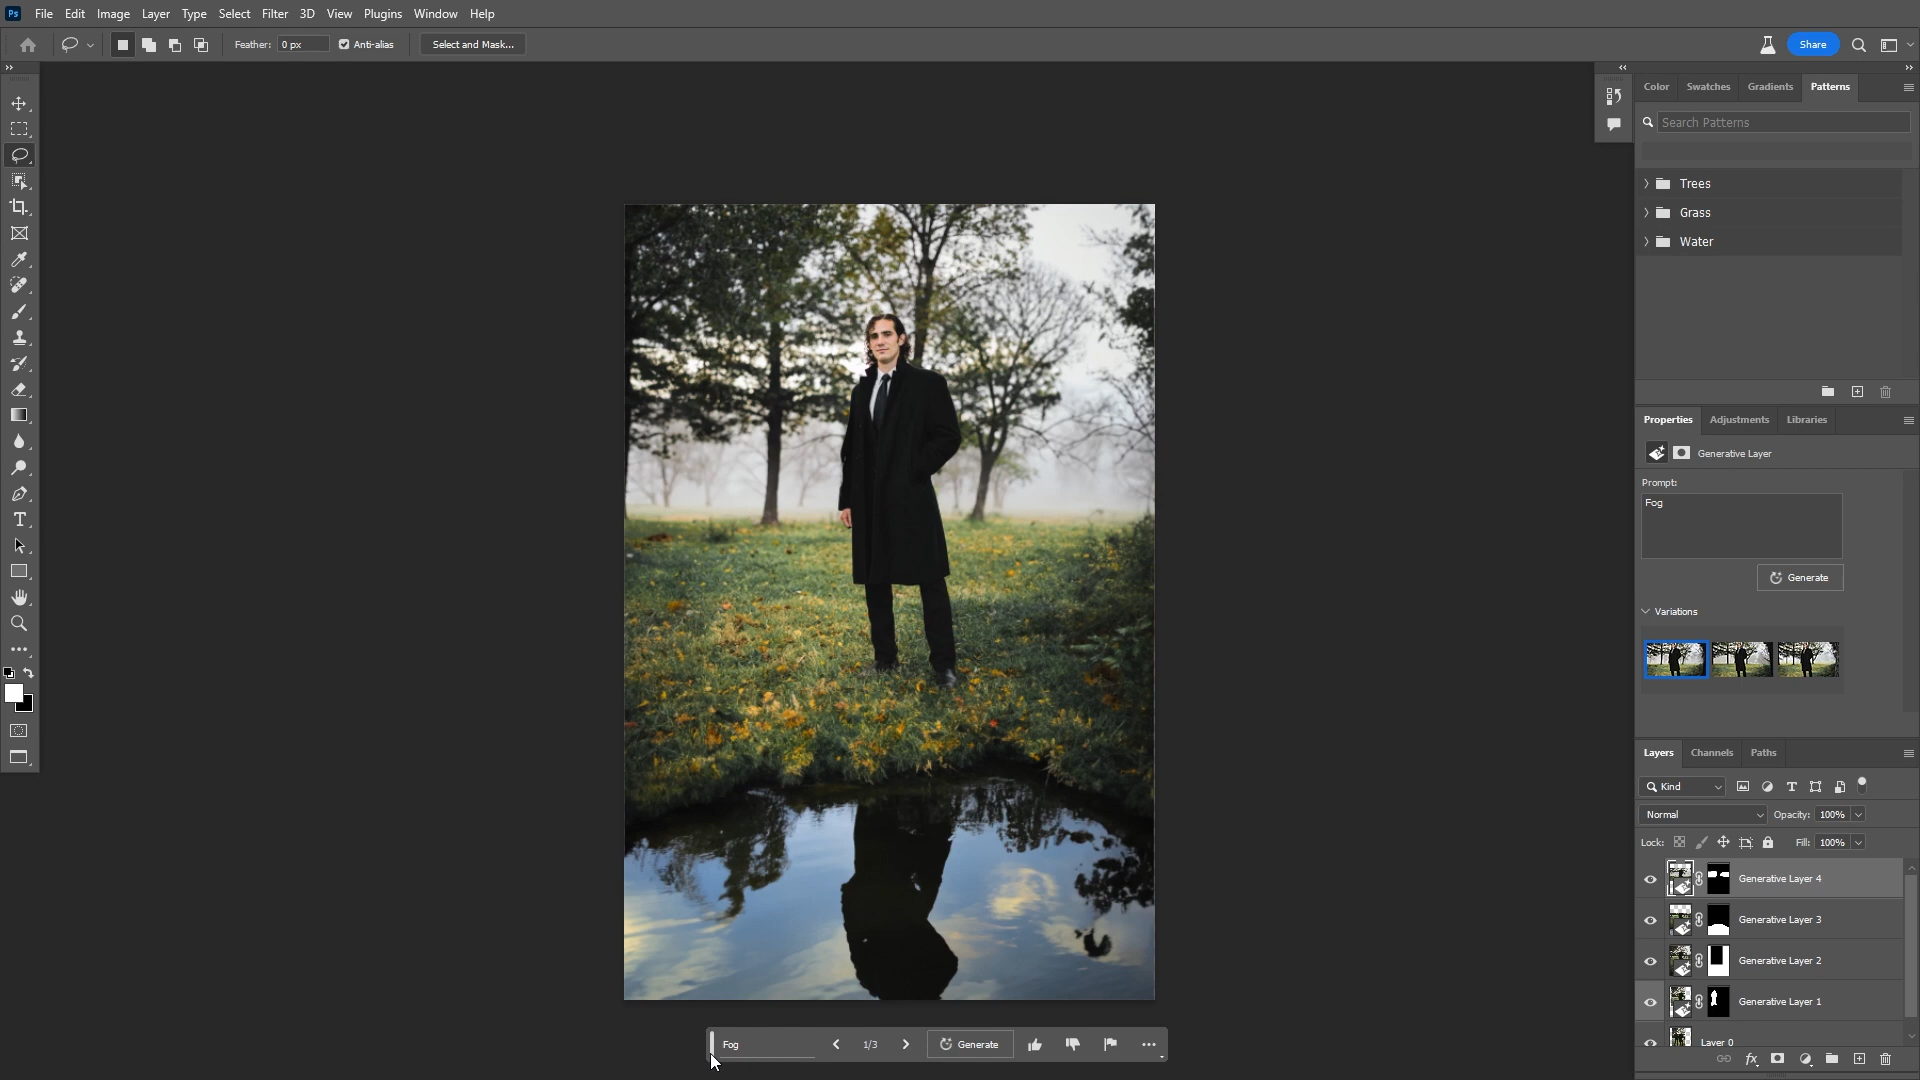 Ps File Edit Image Layer Type Select Filter 3D View Plugins Window Help
Feather: 0 px Anti-alias Select and Mask... Share
Color Swatches Gradients Patterns
Search Patterns
Trees
Grass
Water
Properties Adjustments Libraries
Generative Layer
Prompt:
Fog
Generate
Variations
Layers Channels Paths
Kind
Normal Opacity: 100%
Lock: Fill: 100%
Generative Layer 4
Generative Layer 3
Generative Layer 2
Generative Layer 1
Layer 0
fx
Fog 1/3 Generate